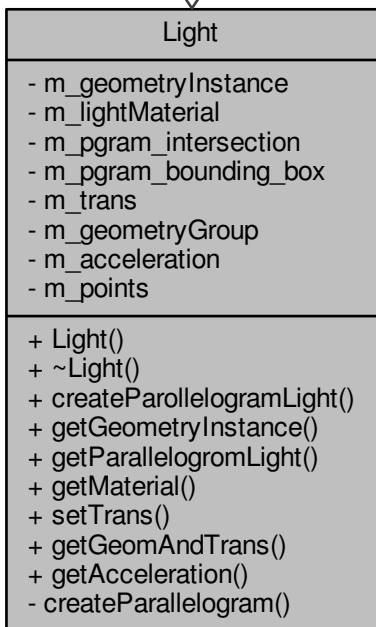 Light
- m_geometryInstance
- m_lightMaterial
- m_pgram_intersection
- m_pgram_bounding_box
- m_trans
- m_geometryGroup
- m_acceleration
- m_points
+ Light()
+ ~Light()
+ createParollelogramLight()
+ getGeometryInstance()
+ getParallelogromLight()
+ getMaterial()
+ setTrans()
+ getGeomAndTrans()
+ getAcceleration()
- createParallelogram()